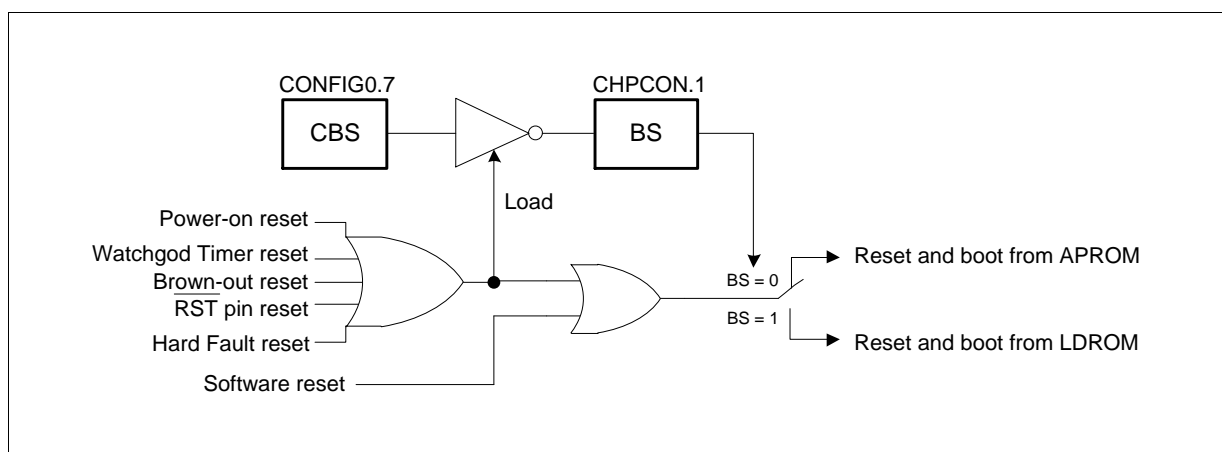 CONFIG0.7
CHPCON.1
CBS
BS
Load
Power-on reset
Watchgod Timer reset
Brown-out reset
RST pin reset
Hard Fault reset
Software reset
BS = 0
BS = 1
Reset and boot from APROM
Reset and boot from LDROM